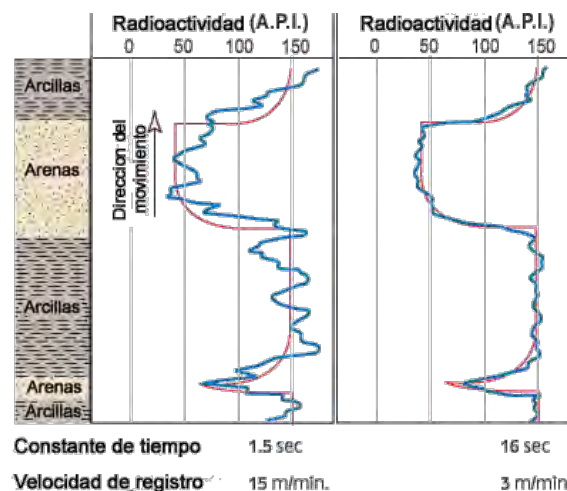 Radioactividad (A.P.I.)
0 50 100 150
Radioactividad (A.P.I.)
0 50 100 150
Arcillas
Arenas
Arcillas
Arenas
Arcillas
Direccion del
movimiento
Constante de tiempo 1.5 sec 16 sec
Velocidad de registro 15 m/min. 3 m/min